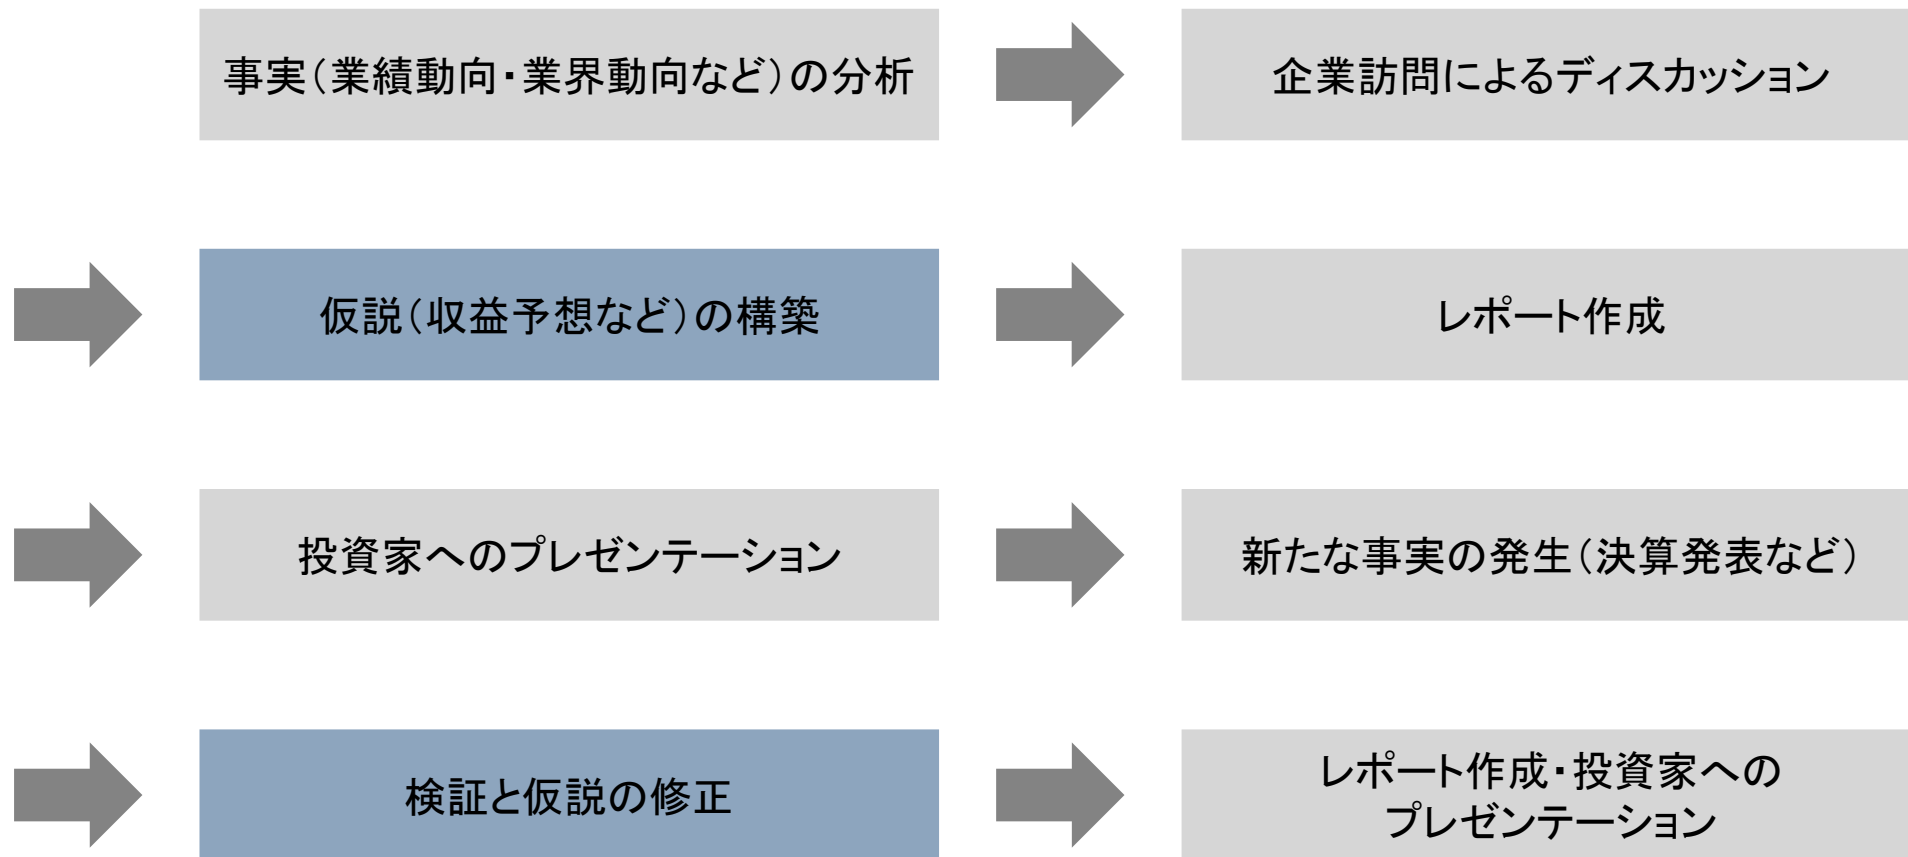 事実（業績動向・業界動向など）の分析
企業訪問によるディスカッション
仮説（収益予想など）の構築
レポート作成
投資家へのプレゼンテーション
新たな事実の発生（決算発表など）
検証と仮説の修正
レポート作成・投資家への
プレゼンテーション